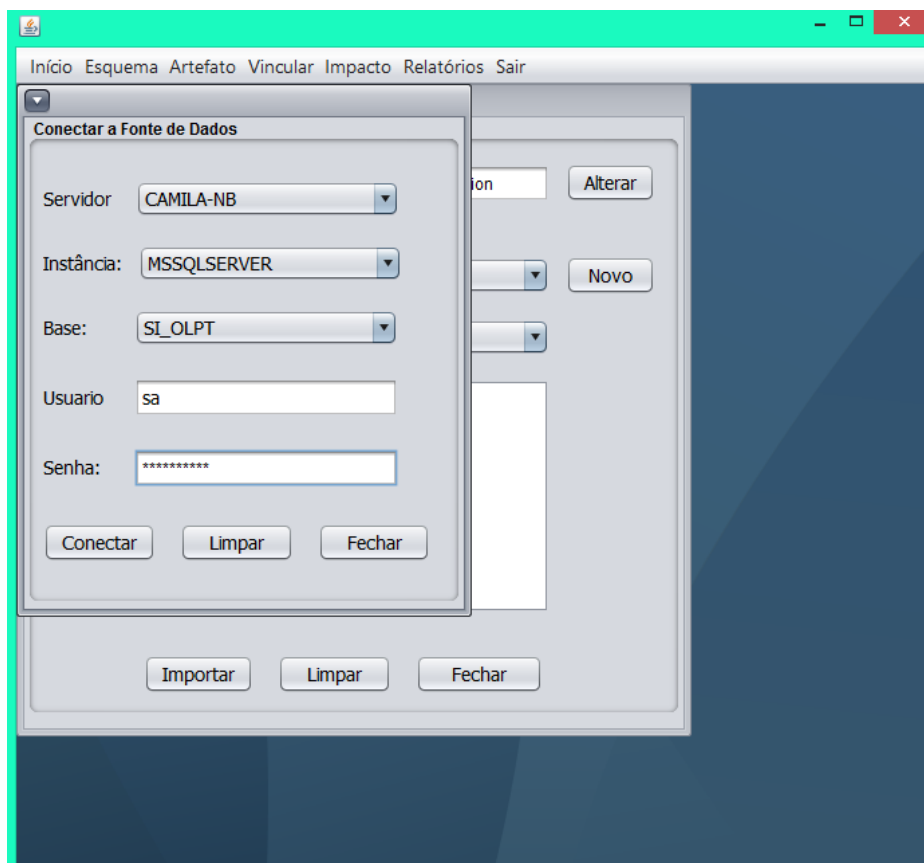 Início Esquema Artefato Vincular Impacto Relatórios Sair
Conectar a Fonte de Dados
Servidor CAMILA-NB
Instância: MSSQLSERVER
Base: SI_OLPT
Usuario sa
Senha: **********
Conectar Limpar Fechar
ion Alterar
Novo
Importar Limpar Fechar